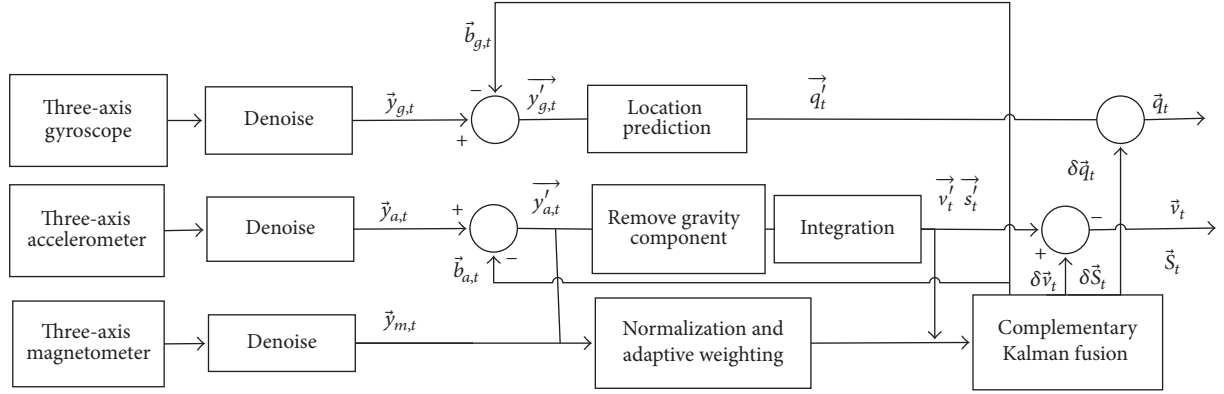 b⃗g,t
−
y⃗′g,t
q⃗′t
Three-axis
gyroscope
Denoise
y⃗g,t
+
Location
prediction
q⃗t
δq⃗t
Three-axis
accelerometer
Denoise
y⃗a,t
+
−
y⃗′a,t
b⃗a,t
Remove gravity
component
Integration
v⃗′t s⃗′t
−
+
v⃗t
S⃗t
δv⃗t
δS⃗t
Three-axis
magnetometer
Denoise
y⃗m,t
Normalization and
adaptive weighting
Complementary
Kalman fusion